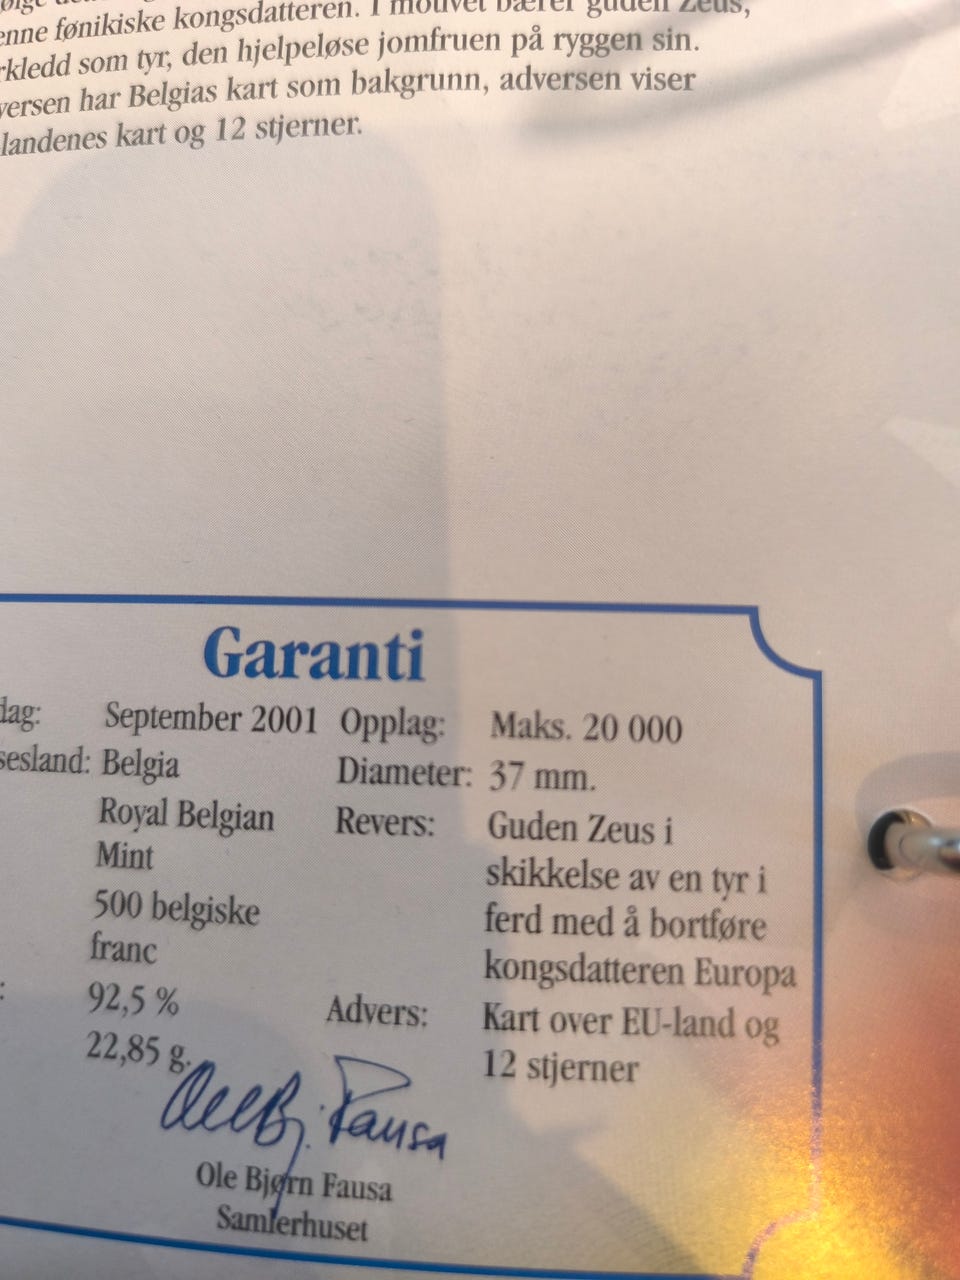 enne fønikiske kongsdatteren. I motivet bærer guden Zeus,
rkledd som tyr, den hjelpeløse jomfruen på ryggen sin.
versen har Belgias kart som bakgrunn, adversen viser
landenes kart og 12 stjerner.
Garanti
dag: September 2001 Opplag: Maks. 20 000
sesland: Belgia Diameter: 37 mm.
Royal Belgian Revers: Guden Zeus i
Mint skikkelse av en tyr i
500 belgiske ferd med å bortføre
franc kongsdatteren Europa
: 92,5 % Advers: Kart over EU-land og
22,85 g. 12 stjerner
Ole Bj. Fausa
Ole Bjørn Fausa
Samlerhuset